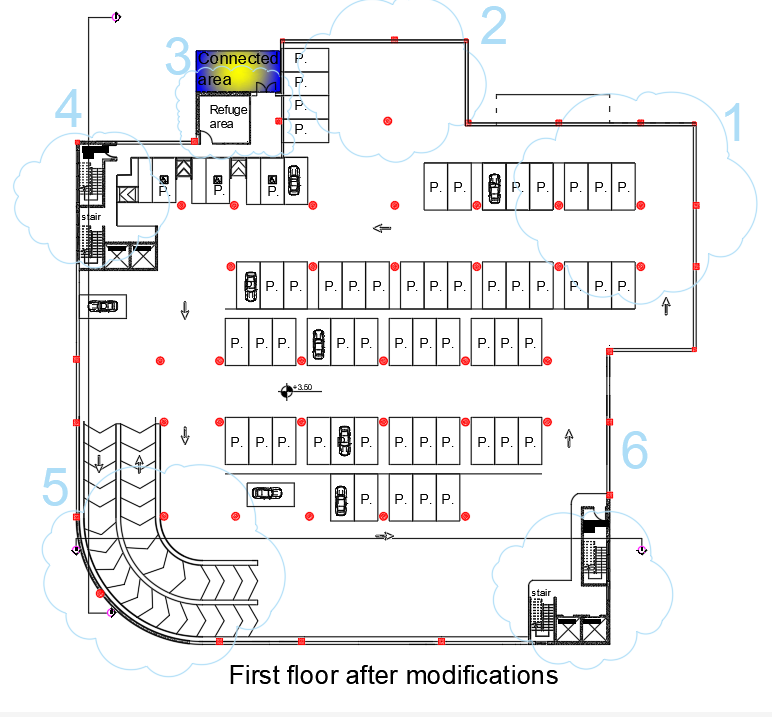 2
1
3
Connected
area
P.
P.
P.
P.
Refuge
area
4
P. P. P.
P. P. P. P. P. P. P.
stair
P. P. P. P. P. P. P. P. P. P. P. P. P. P.
P. P. P. P. P. P. P. P. P. P. P.
+3.50
P. P. P. P. P. P. P. P. P. P. P. P.
6
5
P. P. P. P.
stair
First floor after modifications